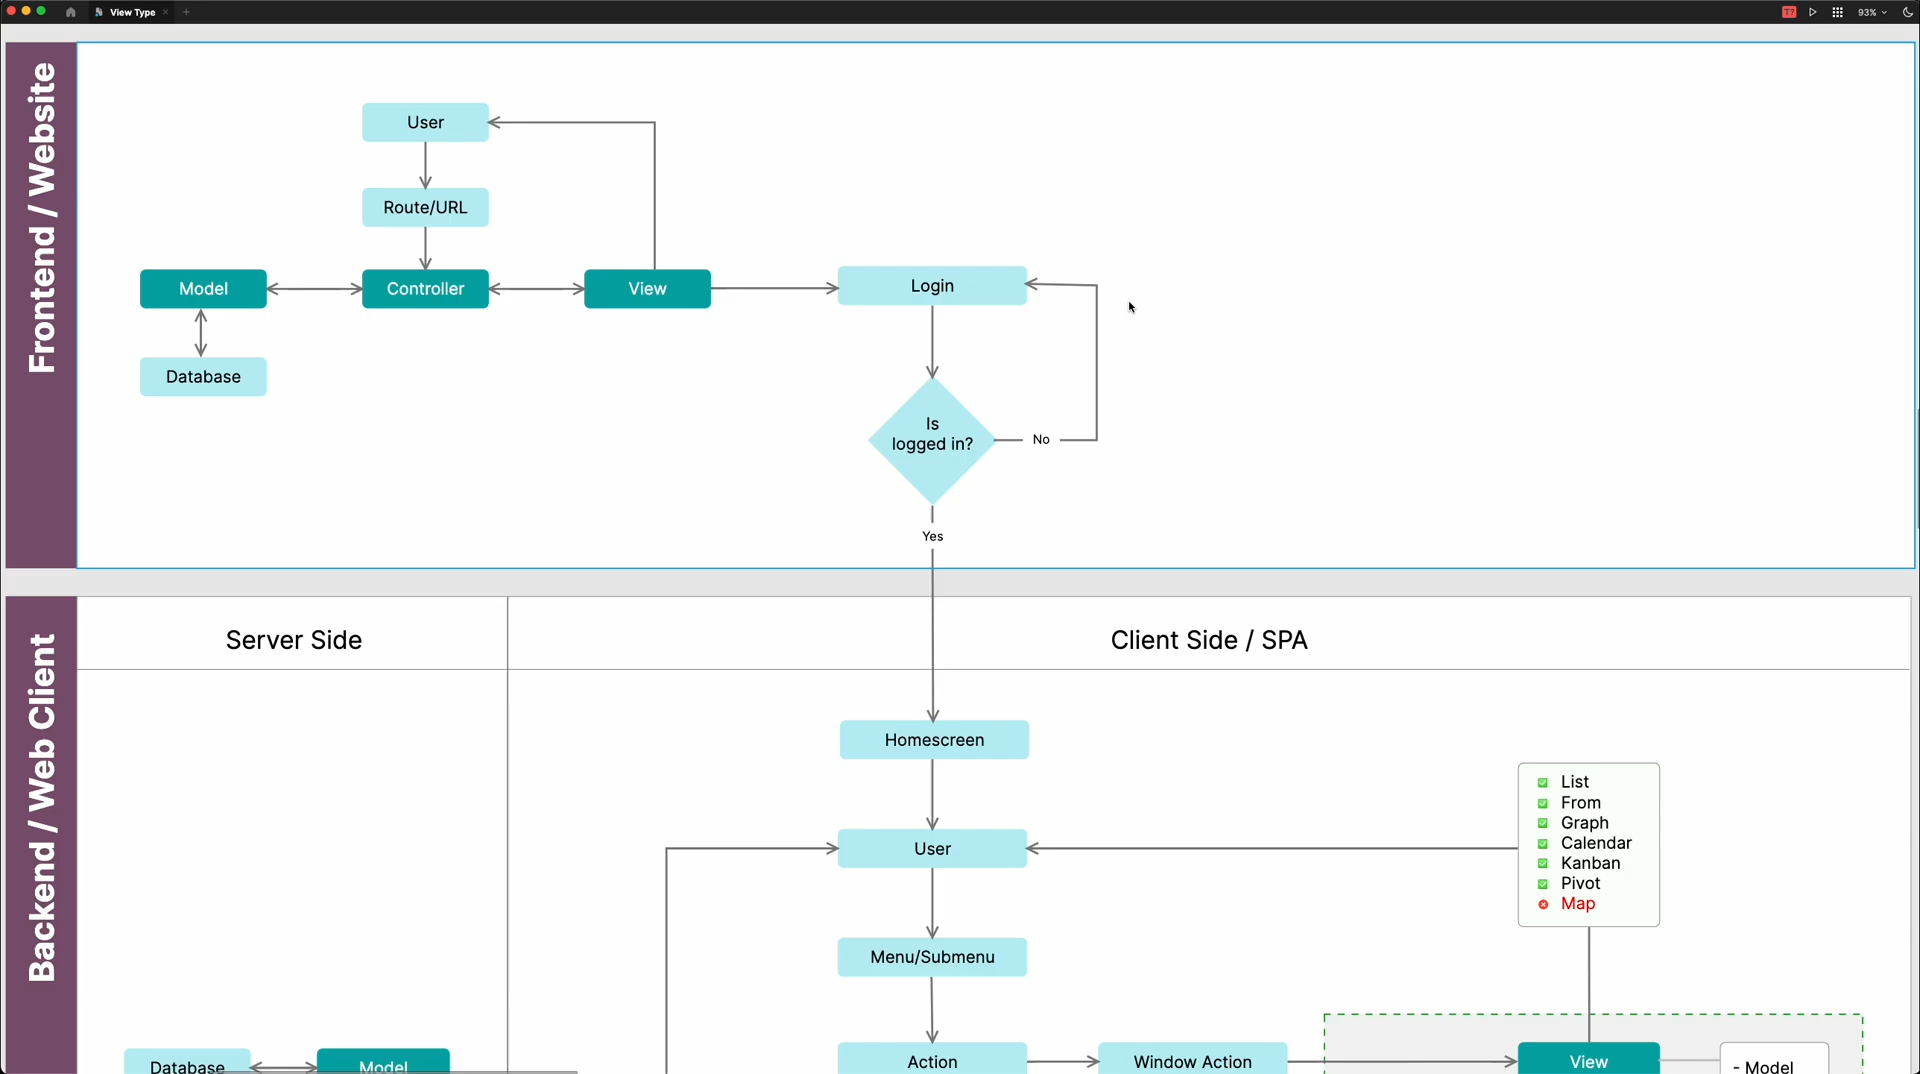 View Type
93%
Frontend / Website
User
Route/URL
Model
Controller
View
Login
Database
Is
logged in?
No
Yes
Backend / Web Client
Server Side
Client Side / SPA
Homescreen
List
From
Graph
Calendar
Kanban
Pivot
Map
User
Menu/Submenu
Database
Model
Action
Window Action
View
- Model